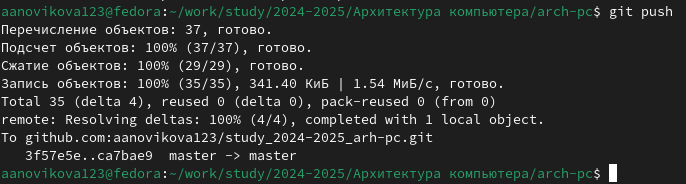 aanovikova123@fedora:~/work/study/2024-2025/Архитектура компьютера/arch-pc$ git push
Перечисление объектов: 37, готово.
Подсчет объектов: 100% (37/37), готово.
Сжатие объектов: 100% (29/29), готово.
Запись объектов: 100% (35/35), 341.40 КиБ | 1.54 МиБ/с, готово.
Total 35 (delta 4), reused 0 (delta 0), pack-reused 0 (from 0)
remote: Resolving deltas: 100% (4/4), completed with 1 local object.
To github.com:aanovikova123/study_2024-2025_arh-pc.git
   3f57e5e..ca7bae9  master -> master
aanovikova123@fedora:~/work/study/2024-2025/Архитектура компьютера/arch-pc$